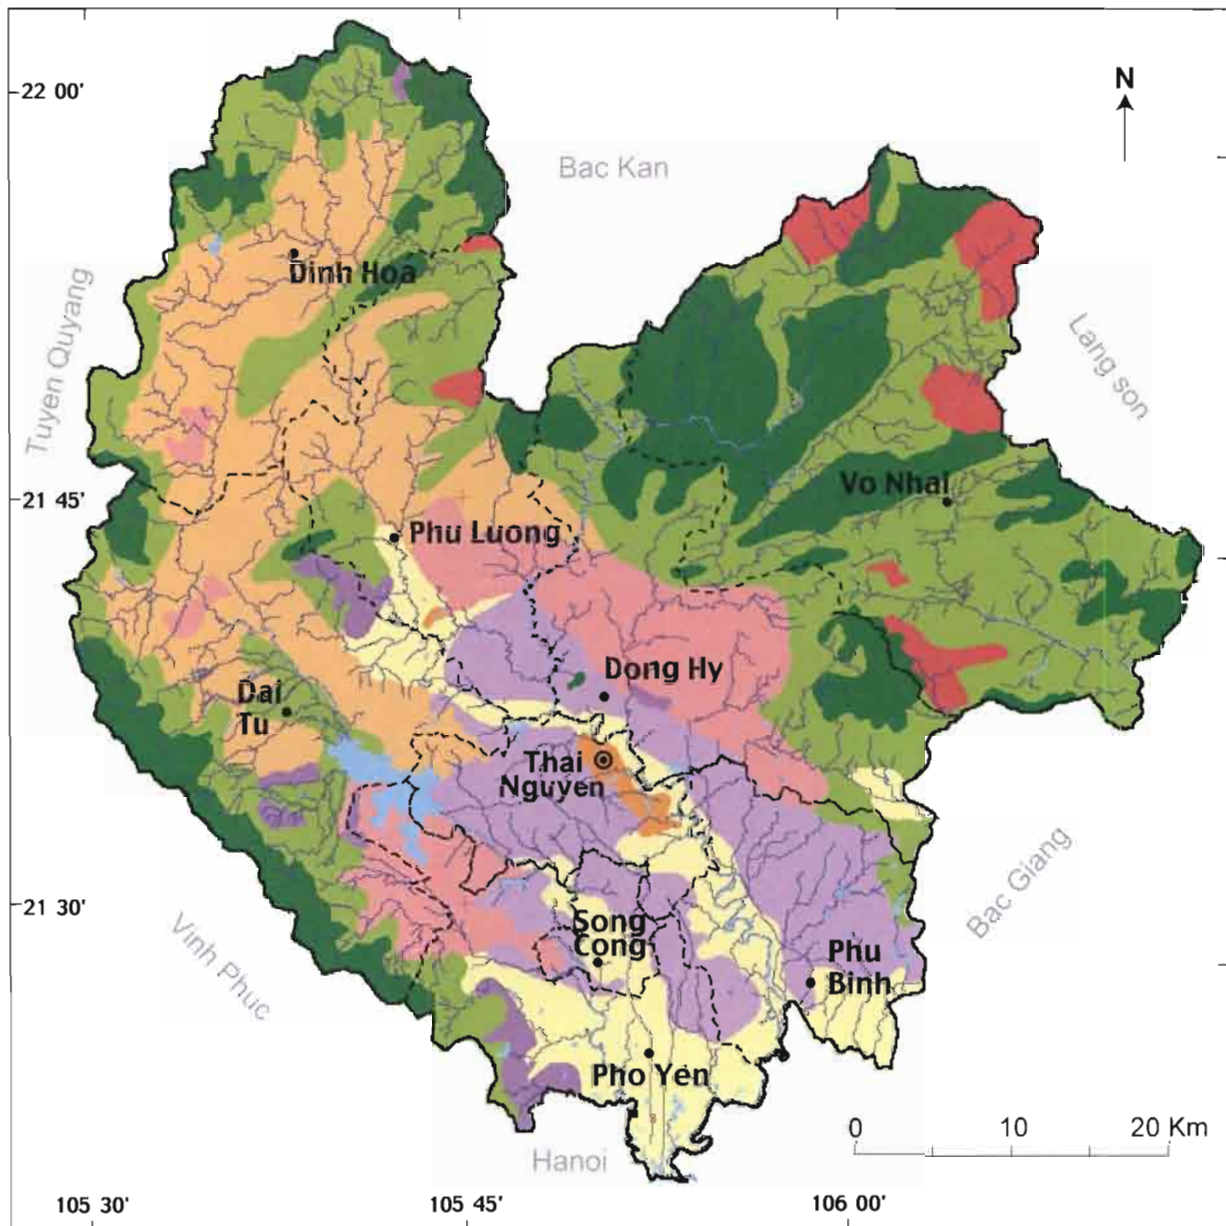 22 00'
N
Bac Kan
Dinh Hoa
Tuyen Quyang
Lang son
Vo Nhai
21 45'
Phu Luong
Dong Hy
Dai
Tu
Thai
Nguyen
Bac Giang
21 30'
Song
Cong
Phu
Binh
Vinh Phuc
Pho Yen
0 10 20 Km
Hanoi
105 30' 105 45' 106 00'